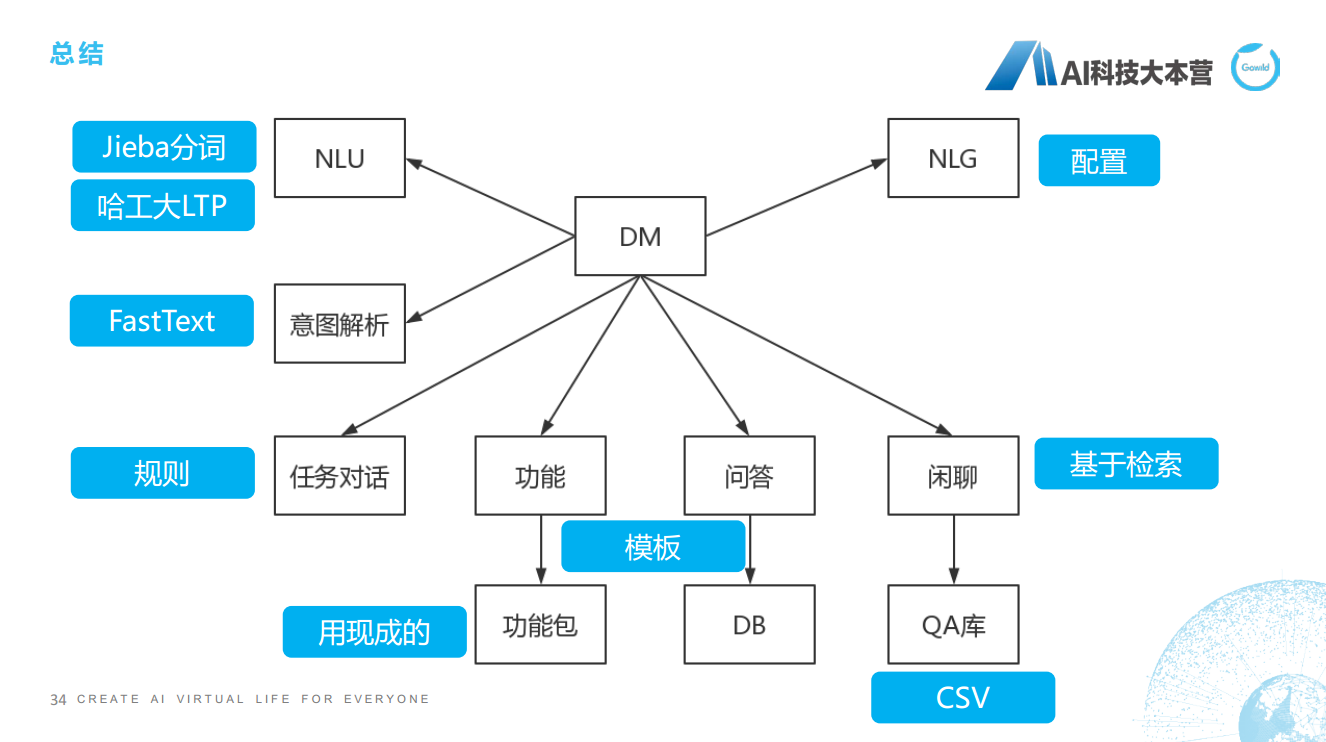 总结
AI科技大本营
Gowild
Jieba分词
NLU
NLG
配置
哈工大LTP
DM
FastText
意图解析
规则
任务对话
功能
问答
闲聊
基于检索
模板
用现成的
功能包
DB
QA库
34 CREATE AI VIRTUAL LIFE FOR EVERYONE
CSV